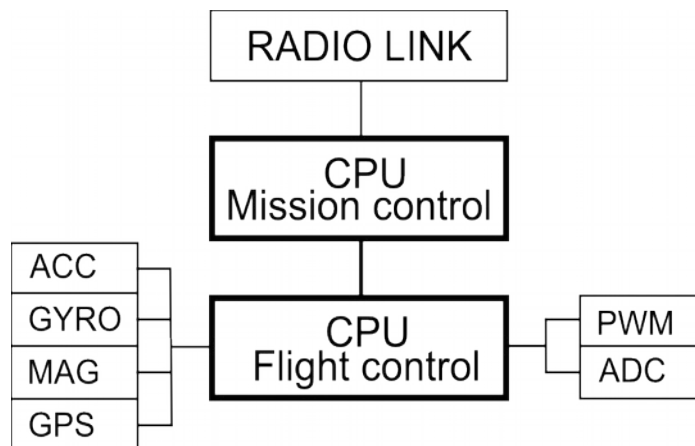 RADIO LINK
CPU
Mission control
ACC
GYRO
MAG
GPS
CPU
Flight control
PWM
ADC